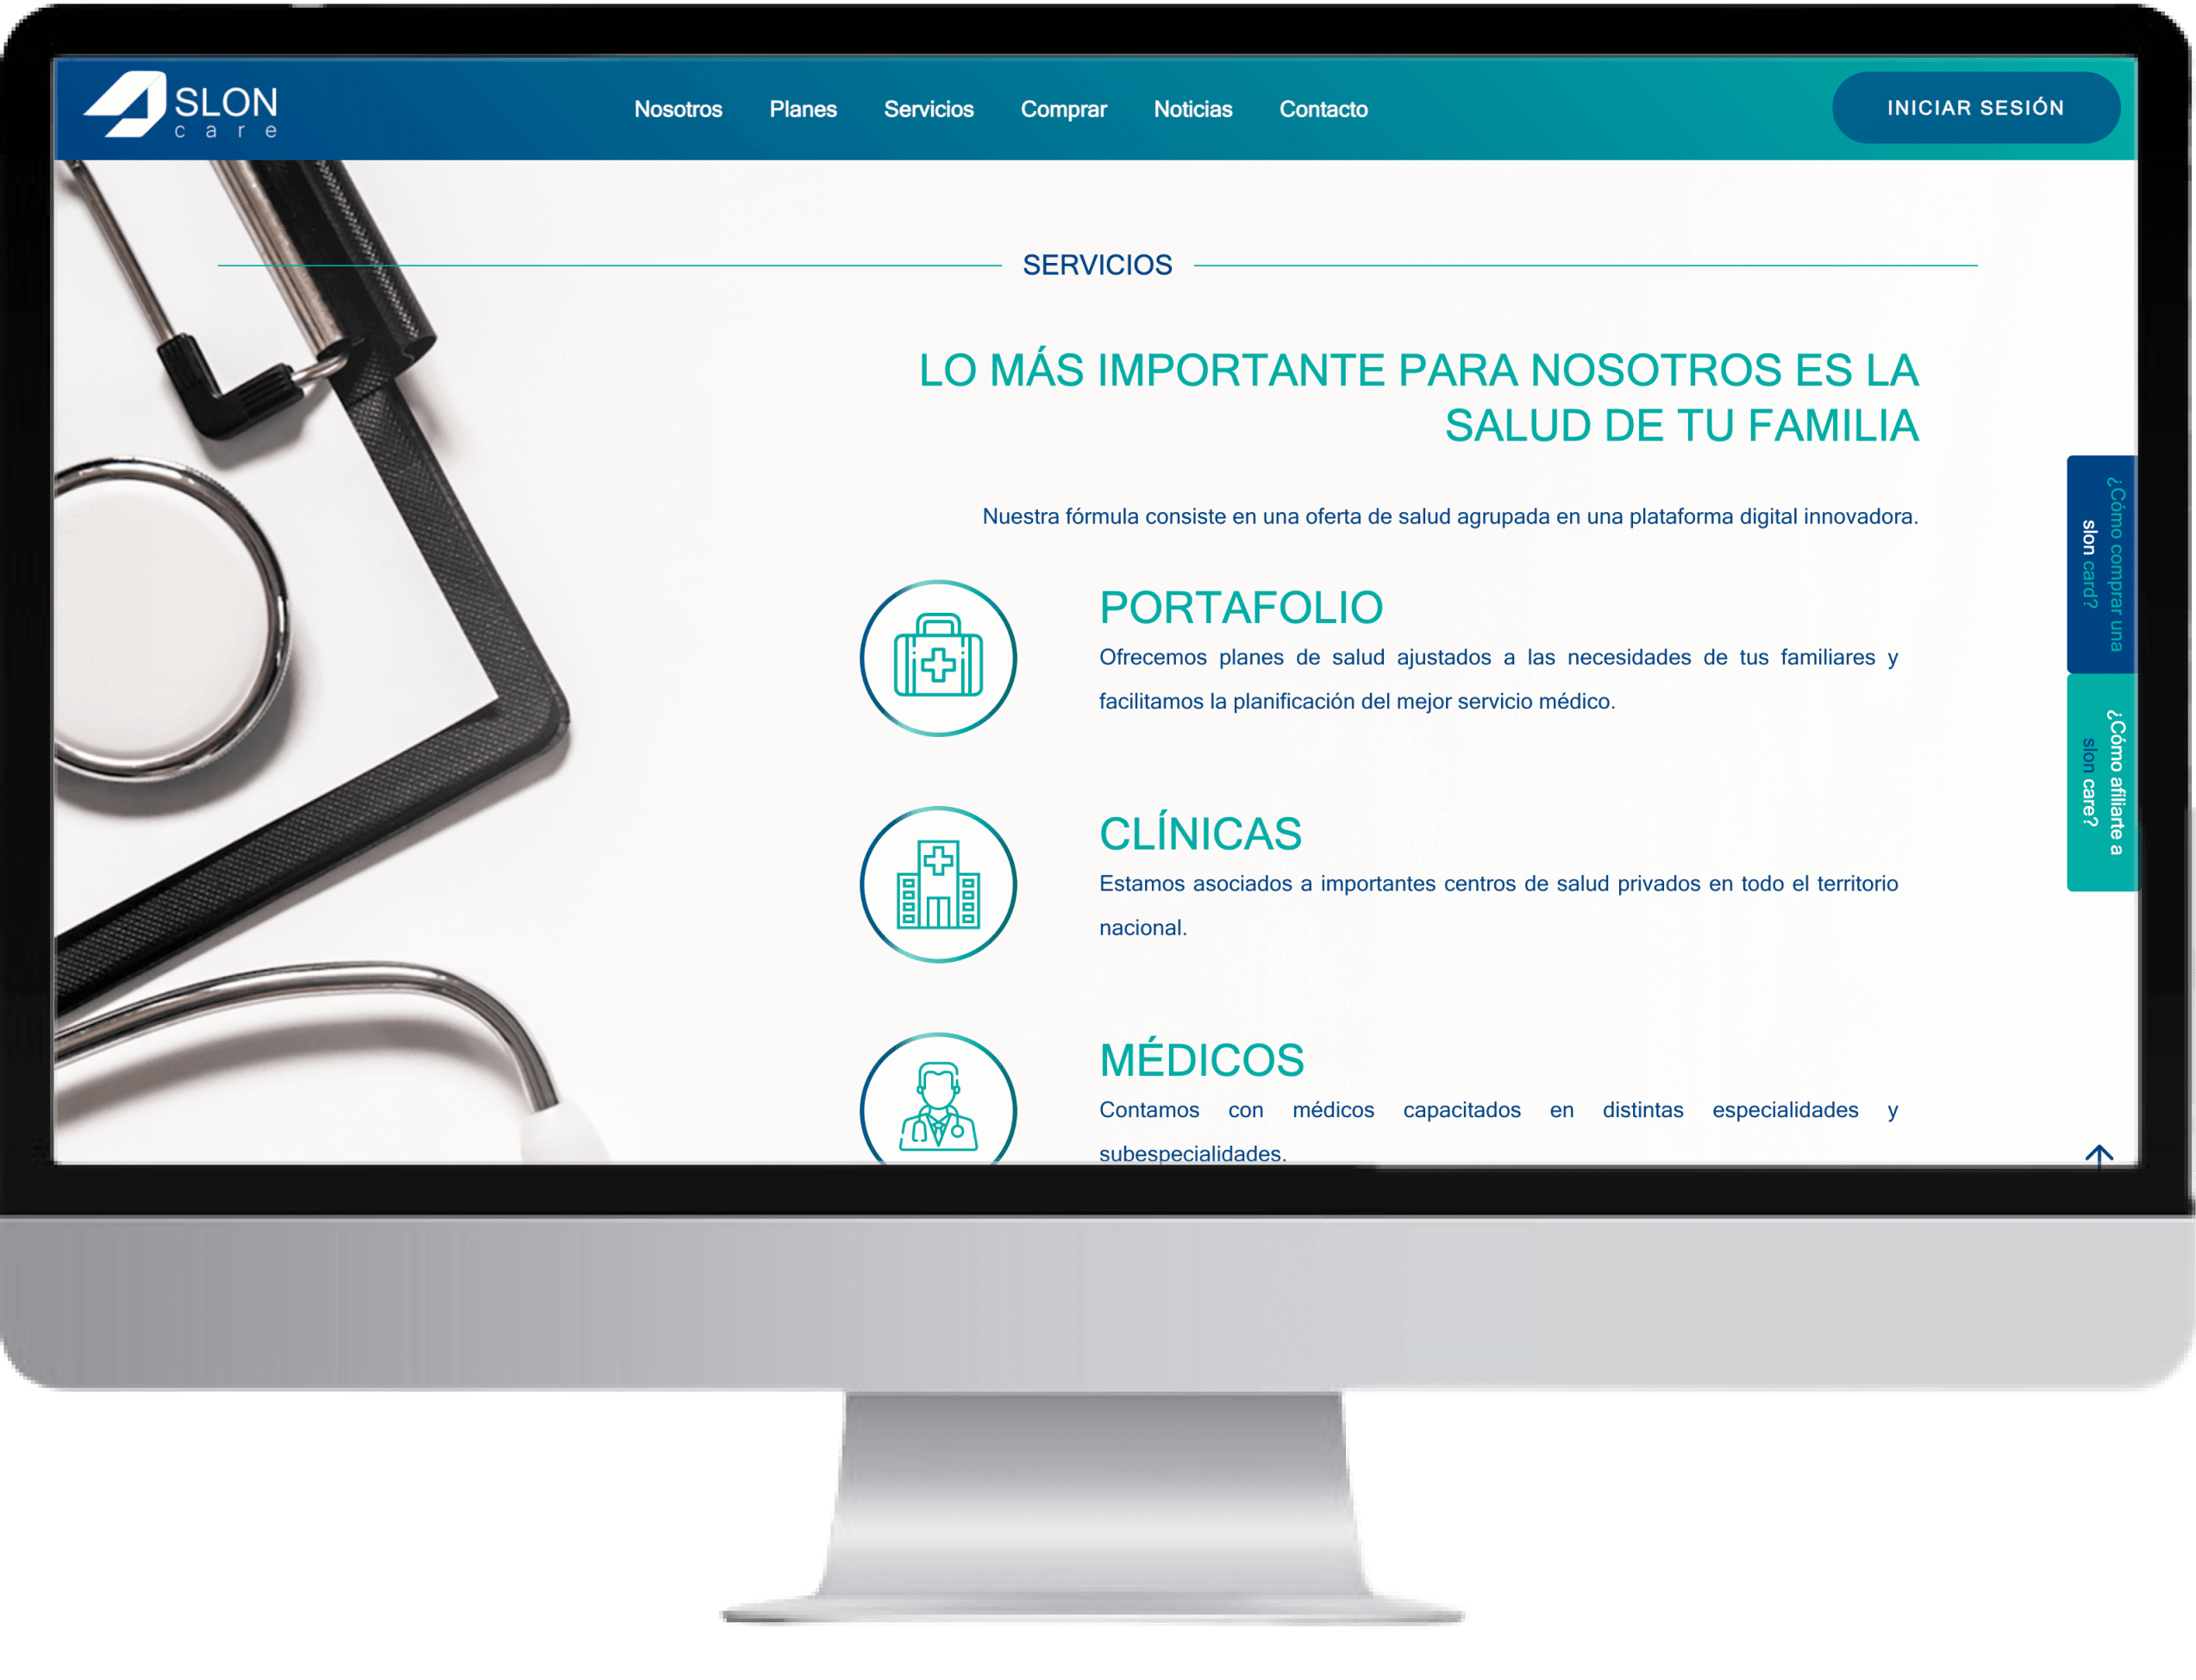 SLON
care
Nosotros Planes Servicios Comprar Noticias Contacto
INICIAR SESIÓN
SERVICIOS
LO MÁS IMPORTANTE PARA NOSOTROS ES LA
SALUD DE TU FAMILIA
Nuestra fórmula consiste en una oferta de salud agrupada en una plataforma digital innovadora.
PORTAFOLIO
Ofrecemos planes de salud ajustados a las necesidades de tus familiares y
facilitamos la planificación del mejor servicio médico.
CLÍNICAS
Estamos asociados a importantes centros de salud privados en todo el territorio
nacional.
MÉDICOS
Contamos con médicos capacitados en distintas especialidades y
subespecialidades.
¿Cómo comprar una
slon card?
¿Cómo afiliarte a
slon care?